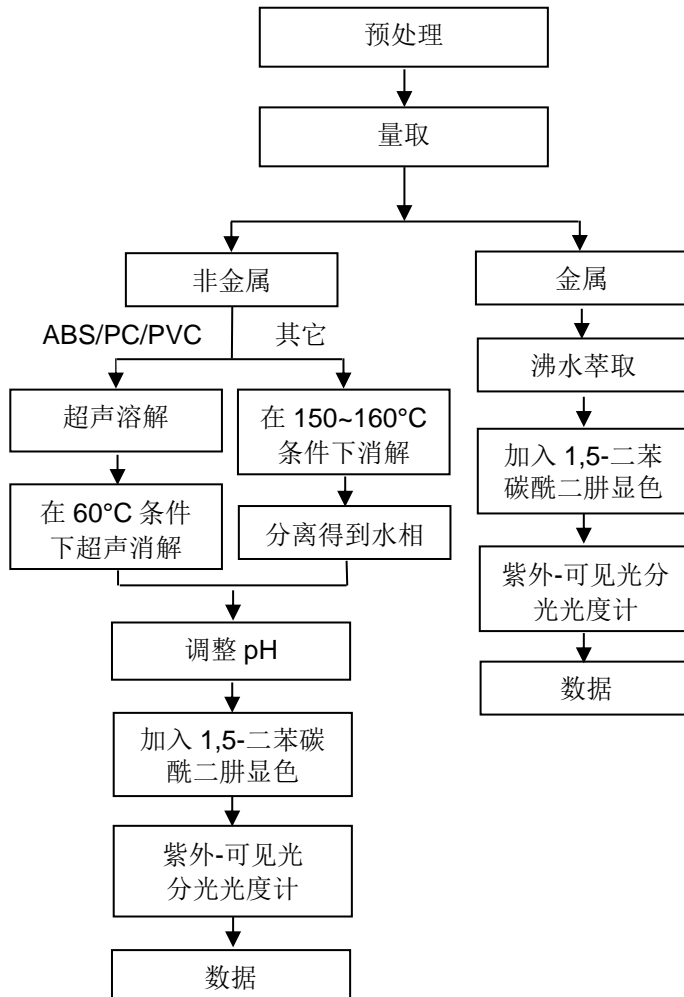 预处理
量取
非金属
金属
ABS/PC/PVC
其它
沸水萃取
超声溶解
在 150~160°C
条件下消解
加入 1,5-二苯
碳酰二肼显色
在 60°C 条件
下超声消解
分离得到水相
紫外-可见光分
光光度计
调整 pH
数据
加入 1,5-二苯碳
酰二肼显色
紫外-可见光
分光光度计
数据